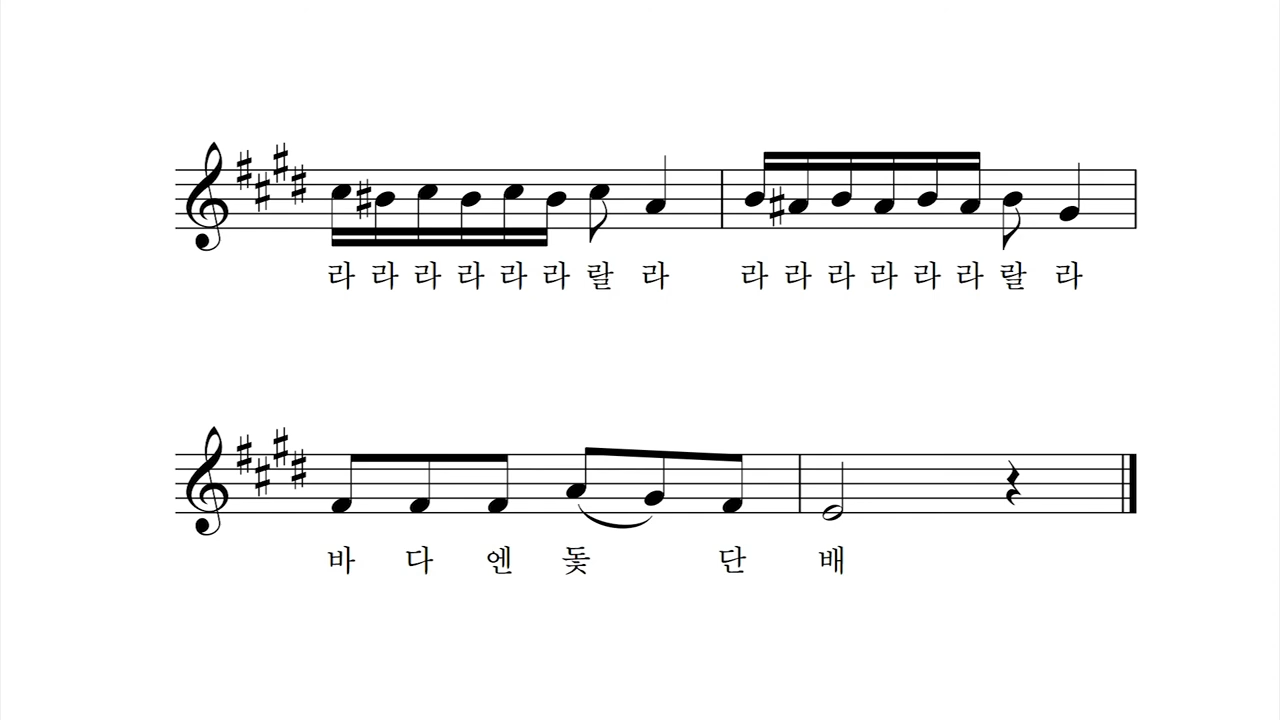 라 라 라 라 라 라 랄 라 라 라 라 라 라 라 랄 라
바 다 엔 돛 단 배